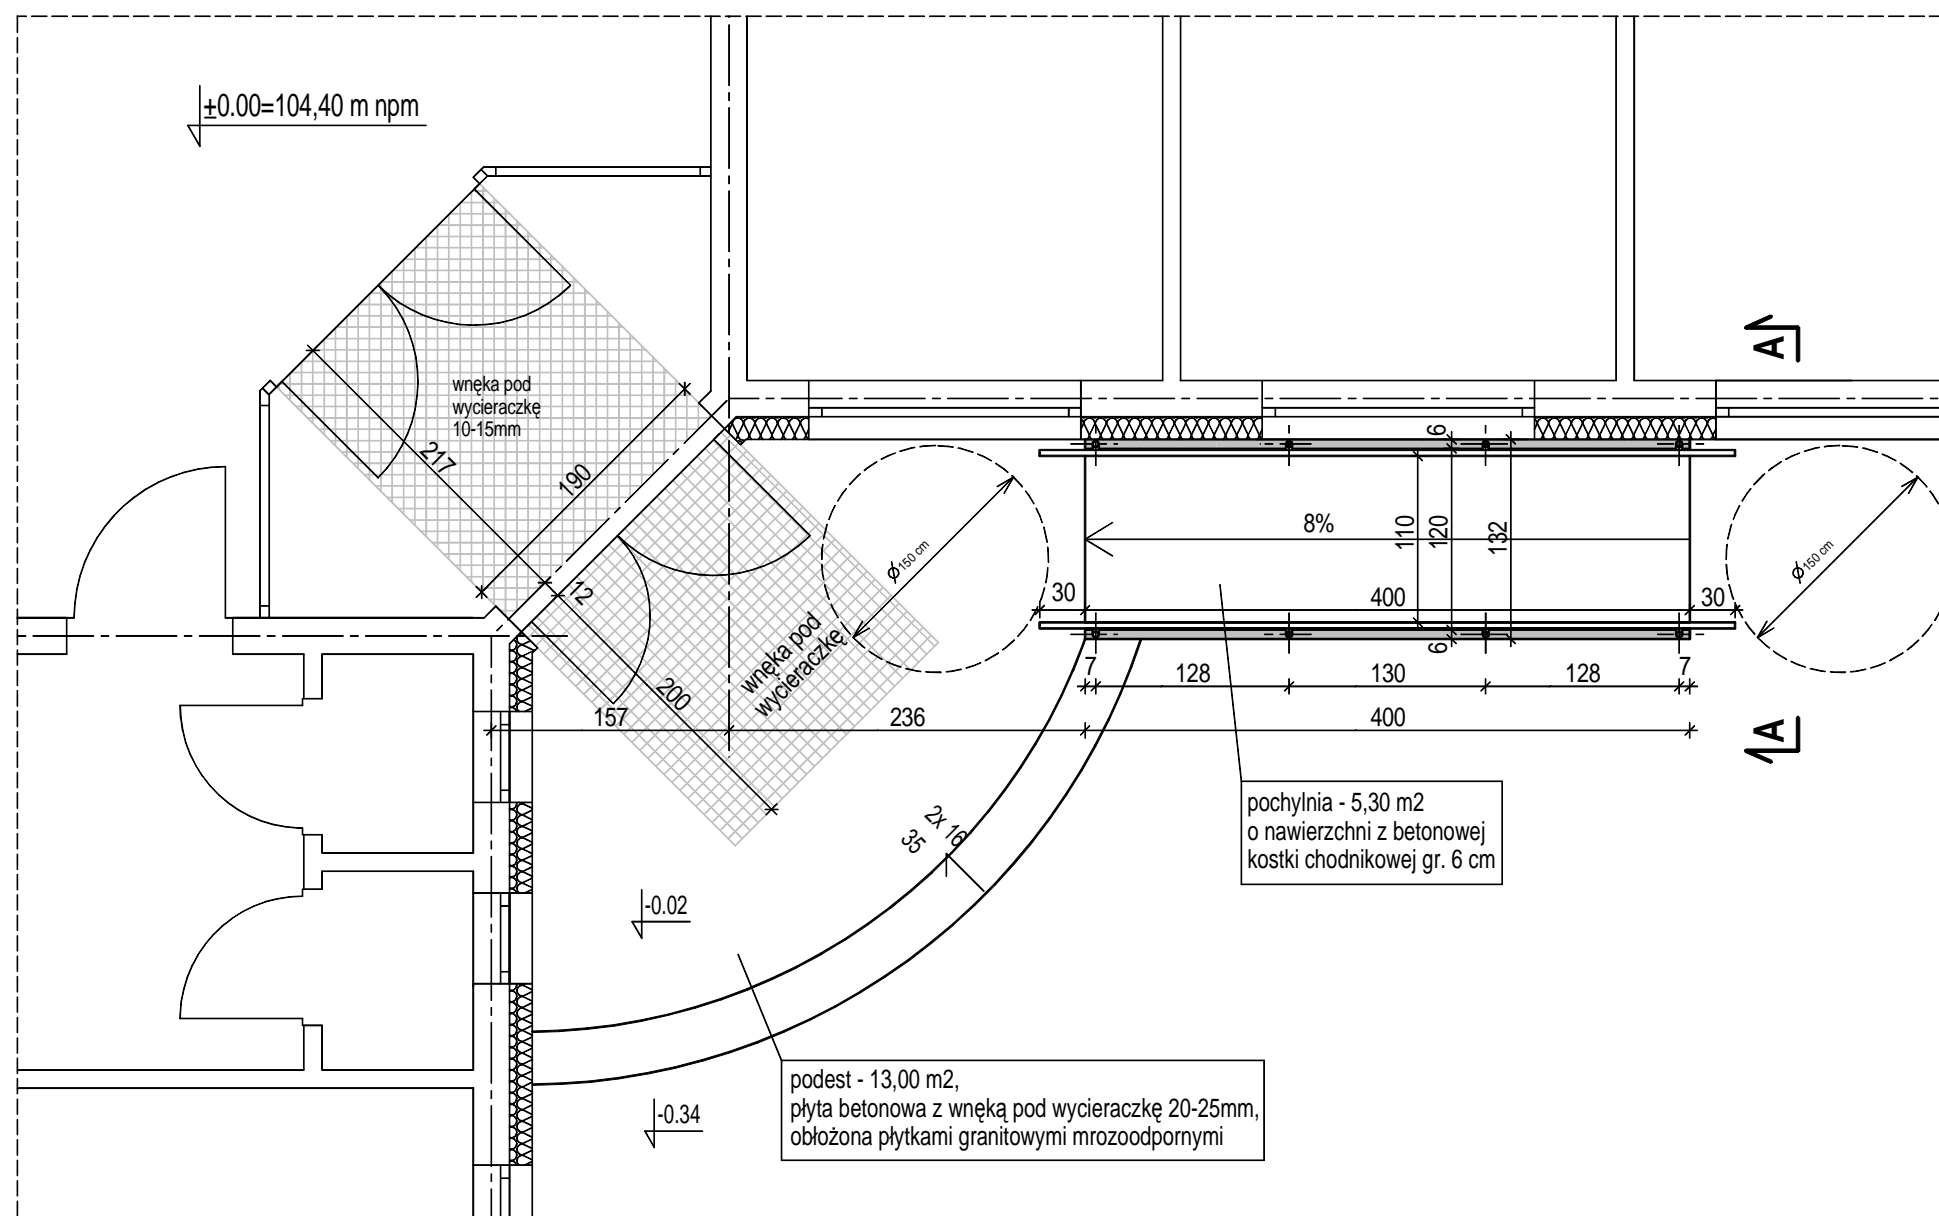 ±0.00=104,40 m npm
wnęka pod
wycieraczkę
10-15mm
217
190
12
A
6
8%
110
120
132
ϕ150 cm
ϕ150 cm
30
400
30
wnęka pod
wycieraczkę
6
200
7
128
130
128
7
157
236
400
A
2x 16
35
pochylnia - 5,30 m2
o nawierzchni z betonowej
kostki chodnikowej gr. 6 cm
-0.02
podest - 13,00 m2,
płyta betonowa z wnęką pod wycieraczkę 20-25mm,
obłożona płytkami granitowymi mrozoodpornymi
-0.34